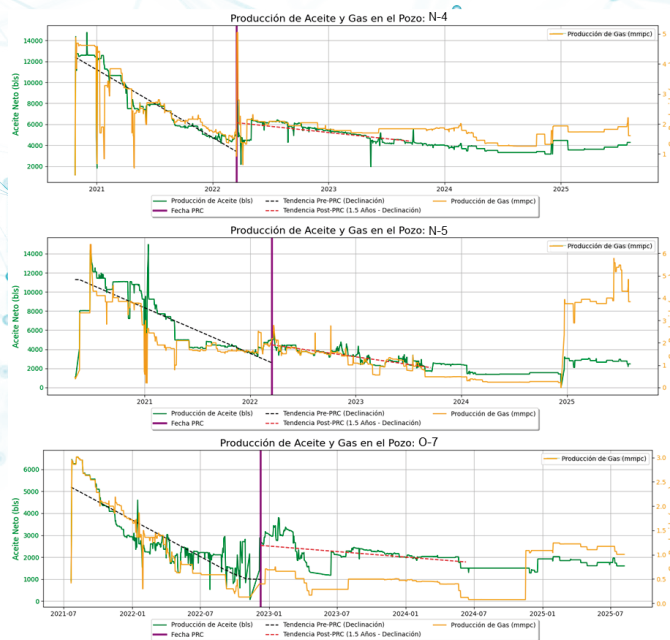 Producción de Aceite y Gas en el Pozo: N-4
Producción de Gas (mmpc)
Aceite Neto (bls)
14000
12000
10000
8000
6000
4000
2000
5
4
3
1
2021
2022
2023
2024
2025
Producción de Aceite (bls)
Tendencia Pre-PRC (Declinación)
Producción de Gas (mmpc)
Fecha PRC
Tendencia Post-PRC (1.5 Años - Declinación)
Producción de Aceite y Gas en el Pozo: N-5
Producción de Gas (mmpc)
Aceite Neto (bls)
14000
12000
10000
8000
6000
4000
2000
0
6
5
4
3
2
1
0
2021
2022
2023
2024
2025
Producción de Aceite (bls)
Tendencia Pre-PRC (Declinación)
Producción de Gas (mmpc)
Fecha PRC
Tendencia Post-PRC (1.5 Años - Declinación)
Producción de Aceite y Gas en el Pozo: O-7
Producción de Gas (mmpc)
Aceite Neto (bls)
6000
5000
4000
3000
2000
1000
0
3.0
2.5
2.0
1.5
1.0
0.5
0.0
2021-07
2022-01
2022-07
2023-01
2023-07
2024-01
2024-07
2025-01
2025-07
Producción de Aceite (bls)
Tendencia Pre-PRC (Declinación)
Producción de Gas (mmpc)
Fecha PRC
Tendencia Post-PRC (1.5 Años - Declinación)